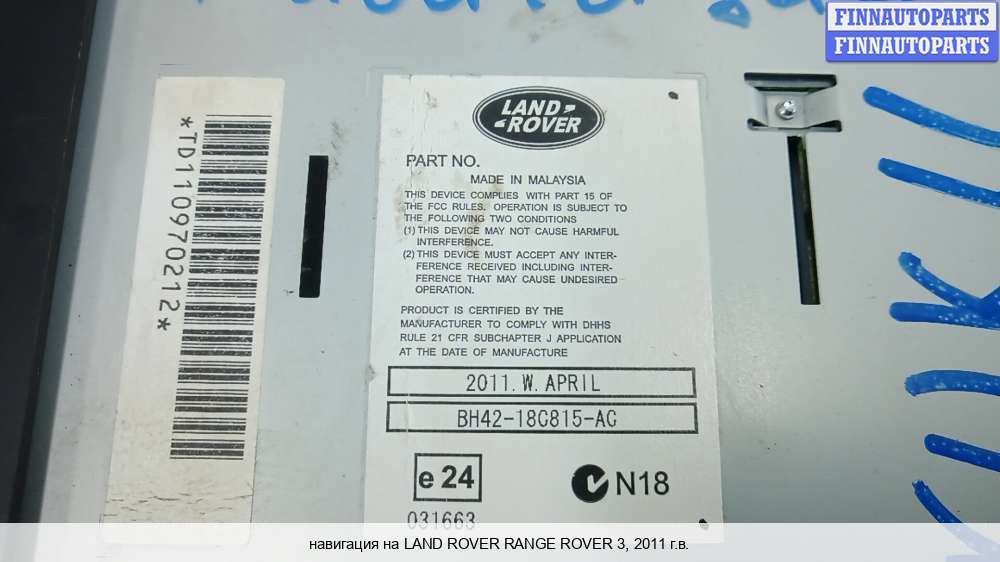 FINNAUTOPARTS
FINNAUTOPARTS
*TD110970212*
LAND ROVER
PART NO.
MADE IN MALAYSIA
THIS DEVICE COMPLIES WITH PART 15 OF
THE FCC RULES. OPERATION IS SUBJECT TO
THE FOLLOWING TWO CONDITIONS
(1) THIS DEVICE MAY NOT CAUSE HARMFUL
INTERFERENCE.
(2) THIS DEVICE MUST ACCEPT ANY INTER-
FERENCE RECEIVED INCLUDING INTER-
FERENCE THAT MAY CAUSE UNDESIRED
OPERATION.
PRODUCT IS CERTIFIED BY THE
MANUFACTURER TO COMPLY WITH DHHS
RULE 21 CFR SUBCHAPTER J APPLICATION
AT THE DATE OF MANUFACTURE
2011. W. APRIL
BH42-18C815-AC
e 24
N18
031663
навигация на LAND ROVER RANGE ROVER 3, 2011 г.в.